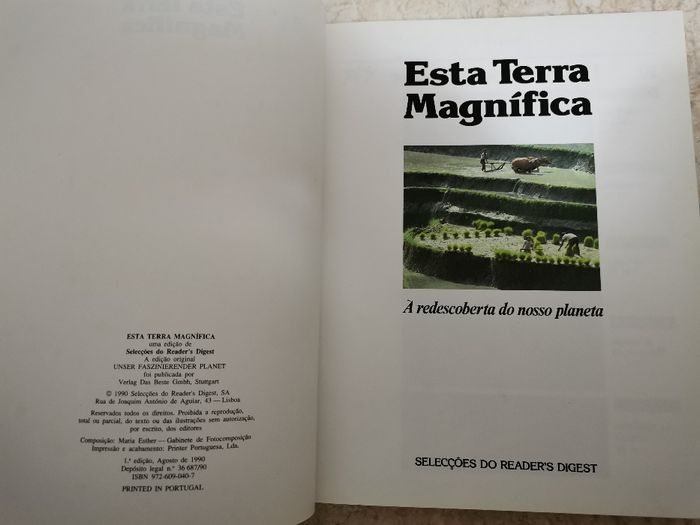 ESTA TERRA MAGNÍFICA
uma edição de
Selecções do Reader's Digest
A edição original
UNSER FASZINIERENDER PLANET
foi publicada por
Verlag Das Beste Gmbh, Stuttgart
© 1990 Selecções do Reader's Digest, SA
Rua de Joaquim António de Aguiar, 43 — Lisboa
Reservados todos os direitos. Proibida a reprodução,
total ou parcial, do texto ou das ilustrações sem autorização,
por escrito, dos editores
Composição: Maria Esther — Gabinete de Fotocomposição
Impressão e acabamento: Printer Portuguesa, Lda.
1.ª edição, Agosto de 1990
Depósito legal n.º 36 687/90
ISBN 972-609-040-7
PRINTED IN PORTUGAL
Esta Terra
Magnífica
À redescoberta do nosso planeta
SELECÇÕES DO READER'S DIGEST